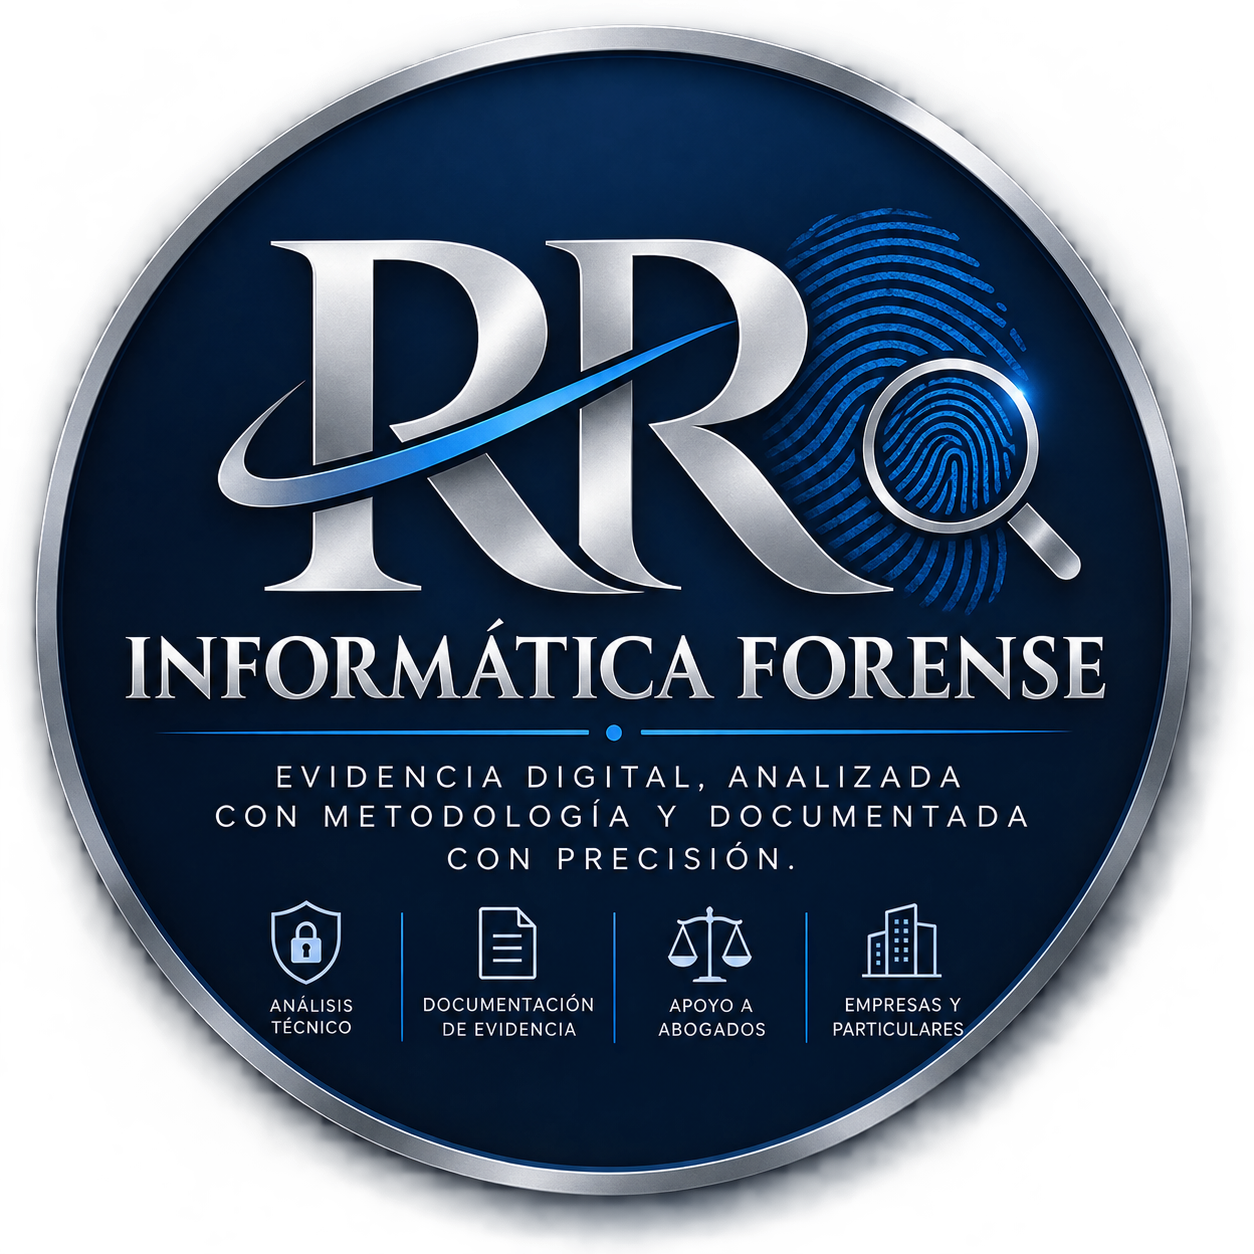 RR
INFORMÁTICA FORENSE
EVIDENCIA DIGITAL, ANALIZADA
CON METODOLOGÍA Y DOCUMENTADA
CON PRECISIÓN.
ANÁLISIS
TÉCNICO
DOCUMENTACIÓN
DE EVIDENCIA
APOYO A
ABOGADOS
EMPRESAS Y
PARTICULARES